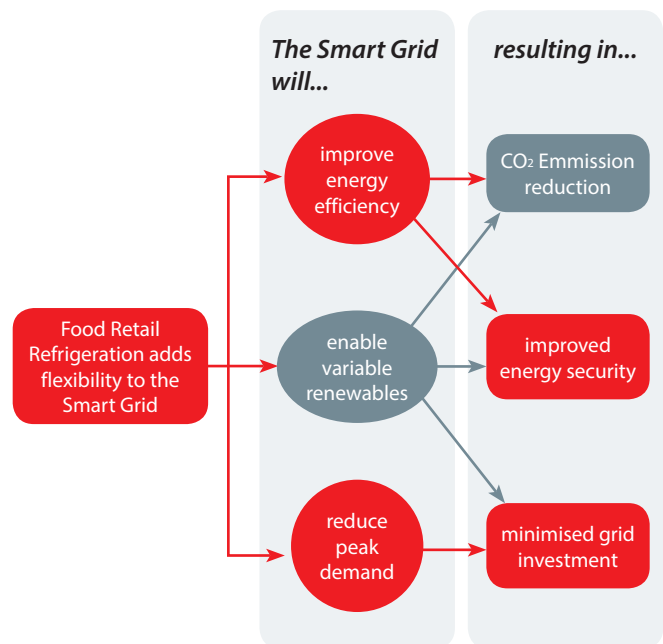 The Smart Grid
will...
resulting in...
improve
energy
efficiency
CO₂ Emmission
reduction
Food Retail
Refrigeration adds
flexibility to the
Smart Grid
enable
variable
renewables
improved
energy security
reduce
peak
demand
minimised grid
investment